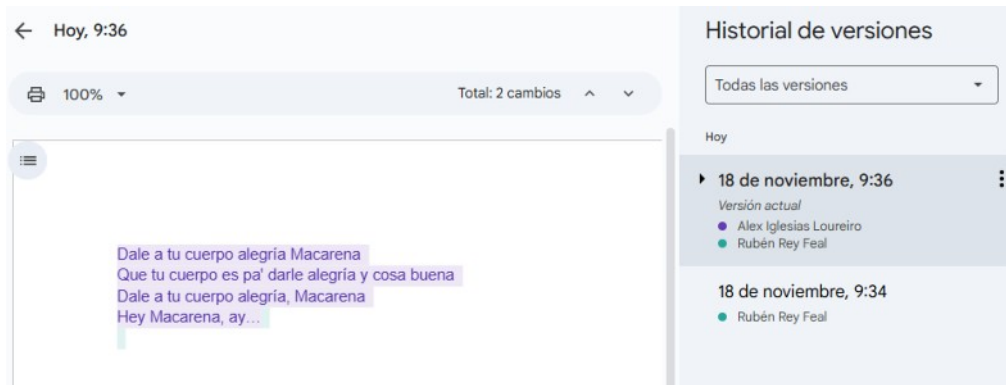 Hoy, 9:36
100%
Total: 2 cambios
Dale a tu cuerpo alegría Macarena
Que tu cuerpo es pa' darle alegría y cosa buena
Dale a tu cuerpo alegría, Macarena
Hey Macarena, ay…
Historial de versiones
Todas las versiones
Hoy
18 de noviembre, 9:36
Versión actual
Alex Iglesias Loureiro
Rubén Rey Feal
18 de noviembre, 9:34
Rubén Rey Feal